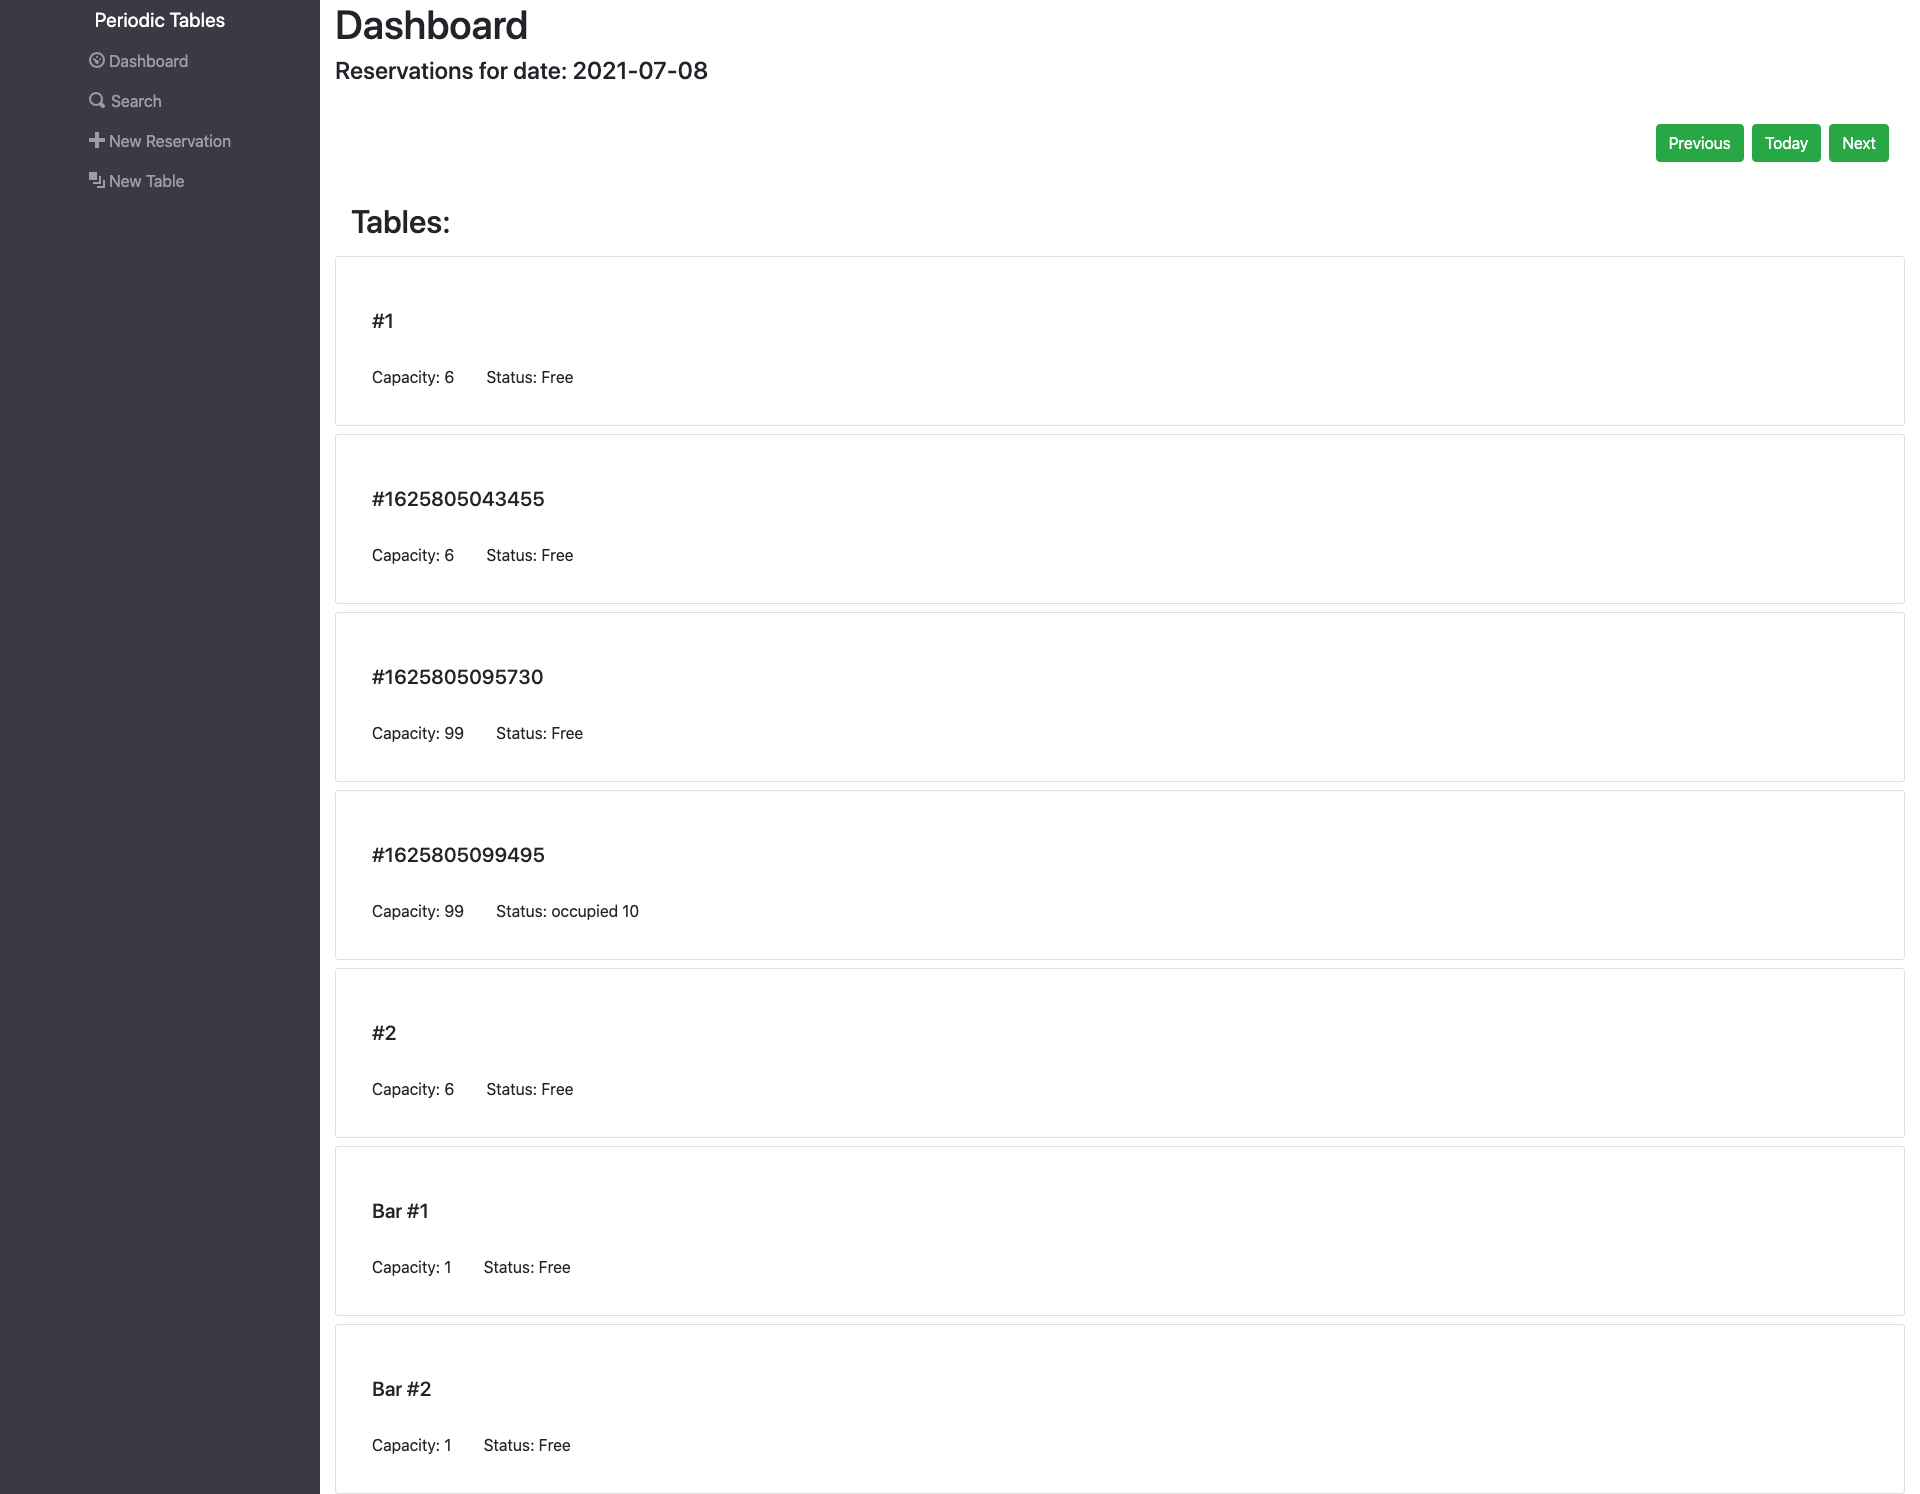 Periodic Tables
Dashboard
Search
New Reservation
New Table
Dashboard
Reservations for date: 2021-07-08
Previous Today Next
Tables:
#1
Capacity: 6 Status: Free
#1625805043455
Capacity: 6 Status: Free
#1625805095730
Capacity: 99 Status: Free
#1625805099495
Capacity: 99 Status: occupied 10
#2
Capacity: 6 Status: Free
Bar #1
Capacity: 1 Status: Free
Bar #2
Capacity: 1 Status: Free